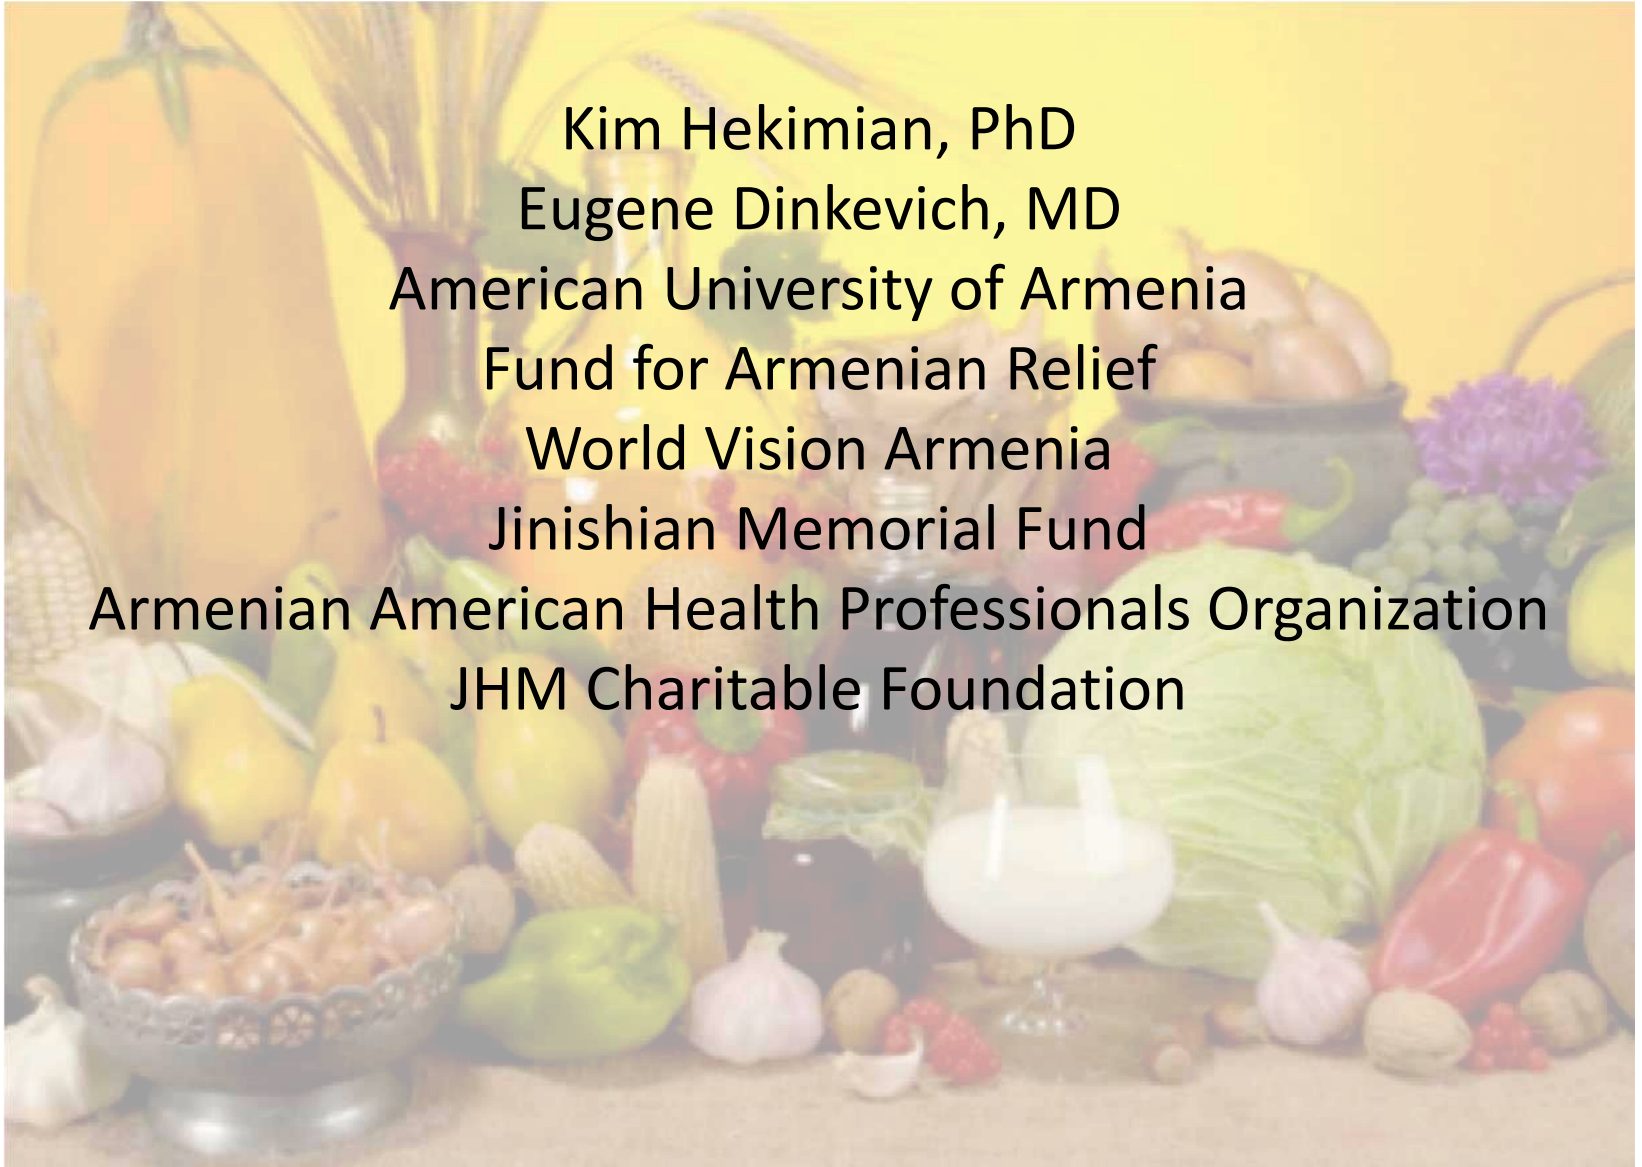 Kim Hekimian, PhD
Eugene Dinkevich, MD
American University of Armenia
Fund for Armenian Relief
World Vision Armenia
Jinishian Memorial Fund
Armenian American Health Professionals Organization
JHM Charitable Foundation